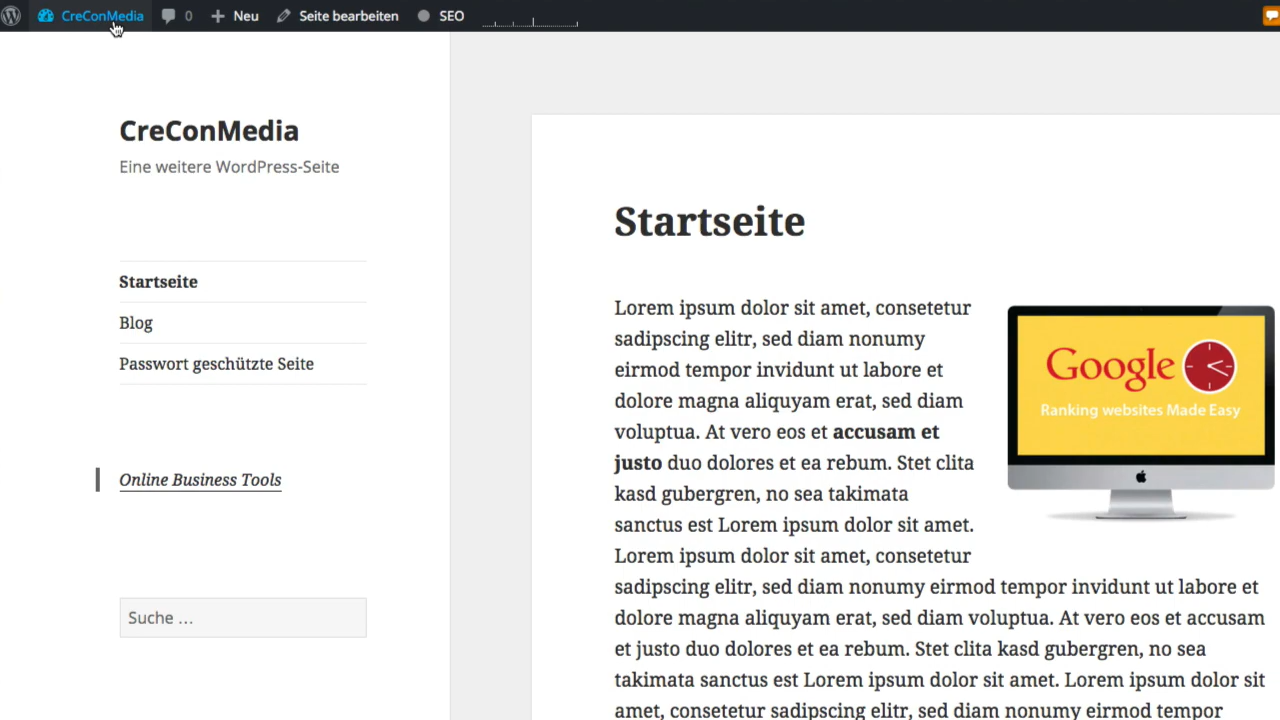 CreConMedia 0 Neu Seite bearbeiten SEO
CreConMedia
Eine weitere WordPress-Seite
Startseite
Blog
Passwort geschützte Seite
Online Business Tools
Suche …
Startseite
Lorem ipsum dolor sit amet, consetetur
sadipscing elitr, sed diam nonumy
eirmod tempor invidunt ut labore et
dolore magna aliquyam erat, sed diam
voluptua. At vero eos et accusam et
justo duo dolores et ea rebum. Stet clita
kasd gubergren, no sea takimata
sanctus est Lorem ipsum dolor sit amet.
Lorem ipsum dolor sit amet, consetetur
sadipscing elitr, sed diam nonumy eirmod tempor invidunt ut labore et
dolore magna aliquyam erat, sed diam voluptua. At vero eos et accusam
et justo duo dolores et ea rebum. Stet clita kasd gubergren, no sea
takimata sanctus est Lorem ipsum dolor sit amet. Lorem ipsum dolor sit
amet, consetetur sadipscing elitr, sed diam nonumy eirmod tempor
Google
Ranking websites Made Easy